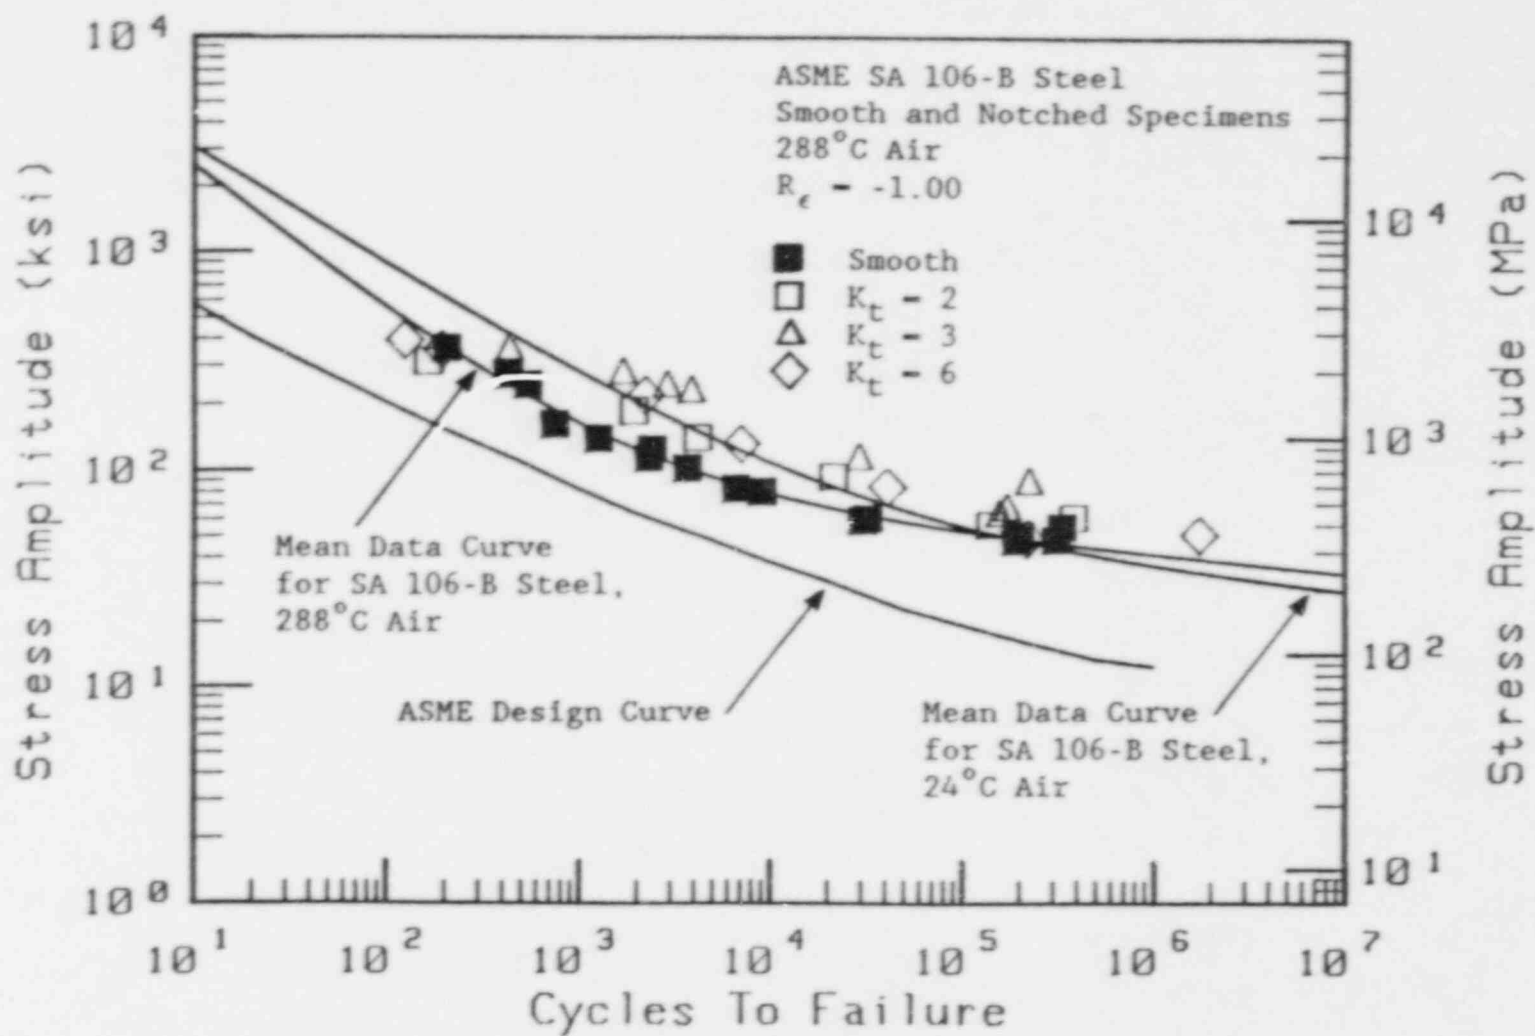 ASME SA 106-B Steel
Smooth and Notched Specimens
288°C Air
R_ϵ = -1.00
Smooth
K_t = 2
K_t = 3
K_t = 6
Mean Data Curve
for SA 106-B Steel,
288°C Air
ASME Design Curve
Mean Data Curve
for SA 106-B Steel,
24°C Air
Stress Amplitude (ksi)
10^4
10^3
10^2
10^1
10^0
Stress Amplitude (MPa)
10^4
10^3
10^2
10^1
10^1 10^2 10^3 10^4 10^5 10^6 10^7
Cycles To Failure